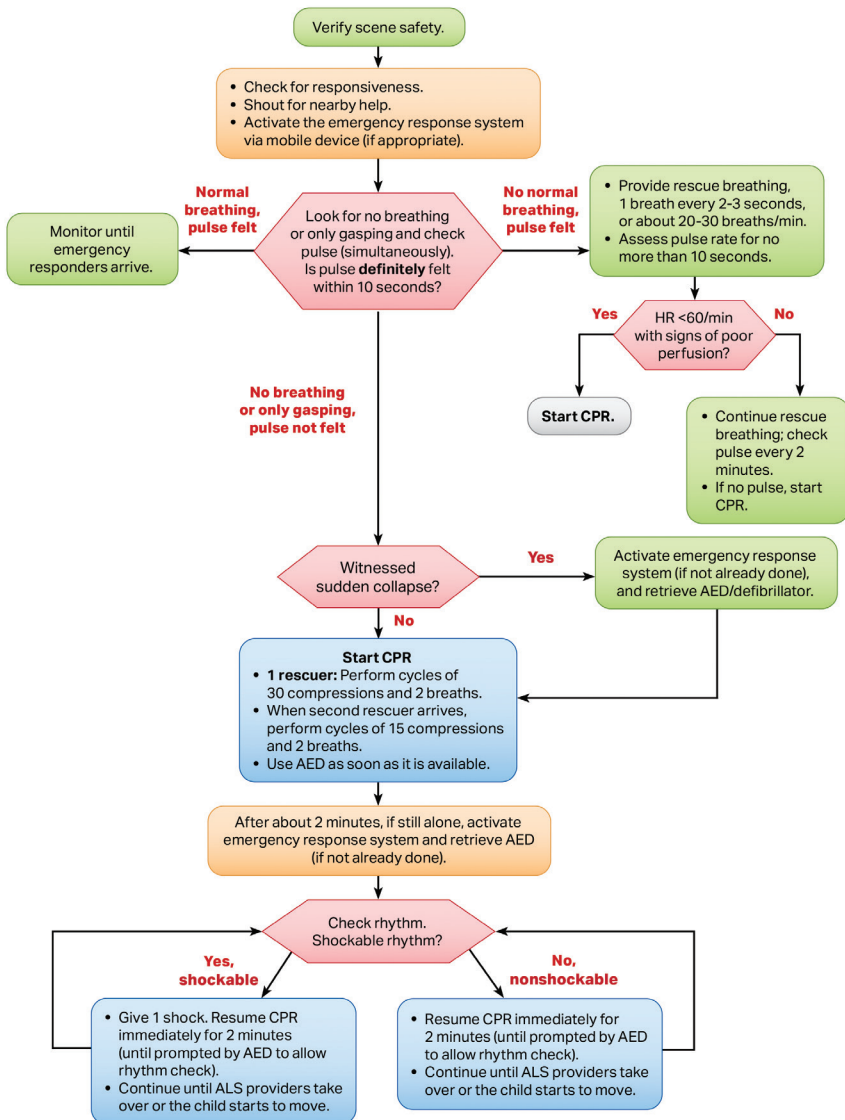 Verify scene safety.
• Check for responsiveness.
• Shout for nearby help.
• Activate the emergency response system
via mobile device (if appropriate).
Normal
breathing,
pulse felt
No normal
breathing,
pulse felt
Monitor until
emergency
responders arrive.
Look for no breathing
or only gasping and check
pulse (simultaneously).
Is pulse definitely felt
within 10 seconds?
• Provide rescue breathing,
1 breath every 2-3 seconds,
or about 20-30 breaths/min.
• Assess pulse rate for no
more than 10 seconds.
Yes
HR <60/min
with signs of poor
perfusion?
No
Start CPR.
• Continue rescue
breathing; check
pulse every 2
minutes.
• If no pulse, start
CPR.
No breathing
or only gasping,
pulse not felt
Witnessed
sudden collapse?
Yes
Activate emergency response
system (if not already done),
and retrieve AED/defibrillator.
No
Start CPR
• 1 rescuer: Perform cycles of
30 compressions and 2 breaths.
• When second rescuer arrives,
perform cycles of 15 compressions
and 2 breaths.
• Use AED as soon as it is available.
After about 2 minutes, if still alone, activate
emergency response system and retrieve AED
(if not already done).
Check rhythm.
Shockable rhythm?
Yes,
shockable
No,
nonshockable
• Give 1 shock. Resume CPR
immediately for 2 minutes
(until prompted by AED to allow
rhythm check).
• Continue until ALS providers take
over or the child starts to move.
• Resume CPR immediately for
2 minutes (until prompted by AED
to allow rhythm check).
• Continue until ALS providers take
over or the child starts to move.